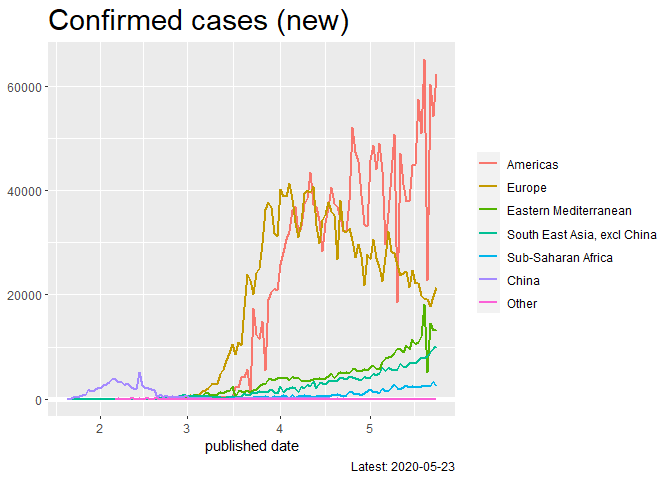 Confirmed cases (new)
60000
40000
20000
0
2
3
4
5
published date
Americas
Europe
Eastern Mediterranean
South East Asia, excl China
Sub-Saharan Africa
China
Other
Latest: 2020-05-23